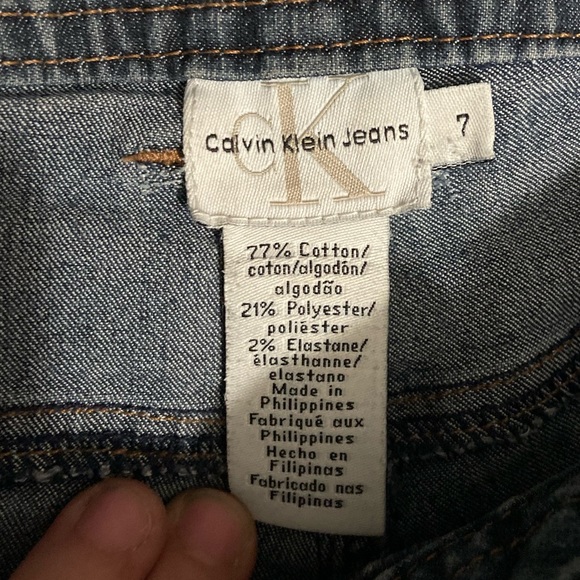 CK
Calvin Klein Jeans
7
77% Cotton/
coton/algodón/
algodão
21% Polyester/
poliéster
2% Elastane/
élasthanne/
elastano
Made in
Philippines
Fabriqué aux
Philippines
Hecho en
Filipinas
Fabricado nas
Filipinas